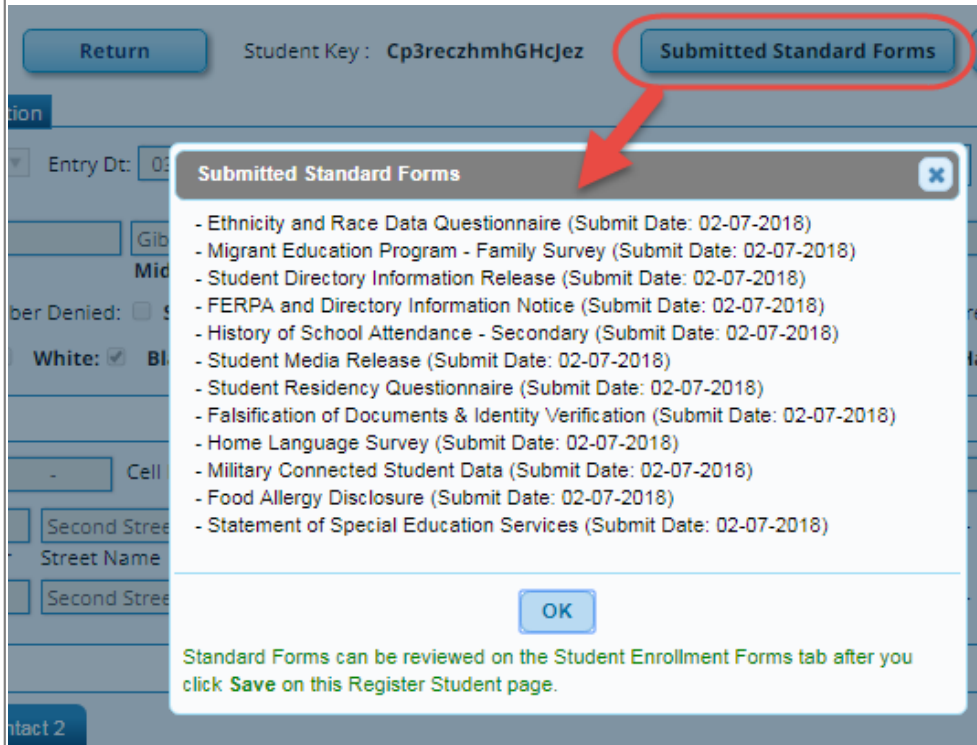 Return Student Key : Cp3reczhmhGHcJez Submitted Standard Forms
tion
Entry Dt: 03
Submitted Standard Forms
- Ethnicity and Race Data Questionnaire (Submit Date: 02-07-2018)
Gib
- Migrant Education Program - Family Survey (Submit Date: 02-07-2018)
Mid
- Student Directory Information Release (Submit Date: 02-07-2018)
ber Denied:
- FERPA and Directory Information Notice (Submit Date: 02-07-2018)
- History of School Attendance - Secondary (Submit Date: 02-07-2018)
White: Bl
- Student Media Release (Submit Date: 02-07-2018)
- Student Residency Questionnaire (Submit Date: 02-07-2018)
- Falsification of Documents & Identity Verification (Submit Date: 02-07-2018)
- Home Language Survey (Submit Date: 02-07-2018)
- Cell
- Military Connected Student Data (Submit Date: 02-07-2018)
- Food Allergy Disclosure (Submit Date: 02-07-2018)
Second Stree
- Statement of Special Education Services (Submit Date: 02-07-2018)
Street Name
Second Stree
OK
Standard Forms can be reviewed on the Student Enrollment Forms tab after you
click Save on this Register Student page.
ntact 2